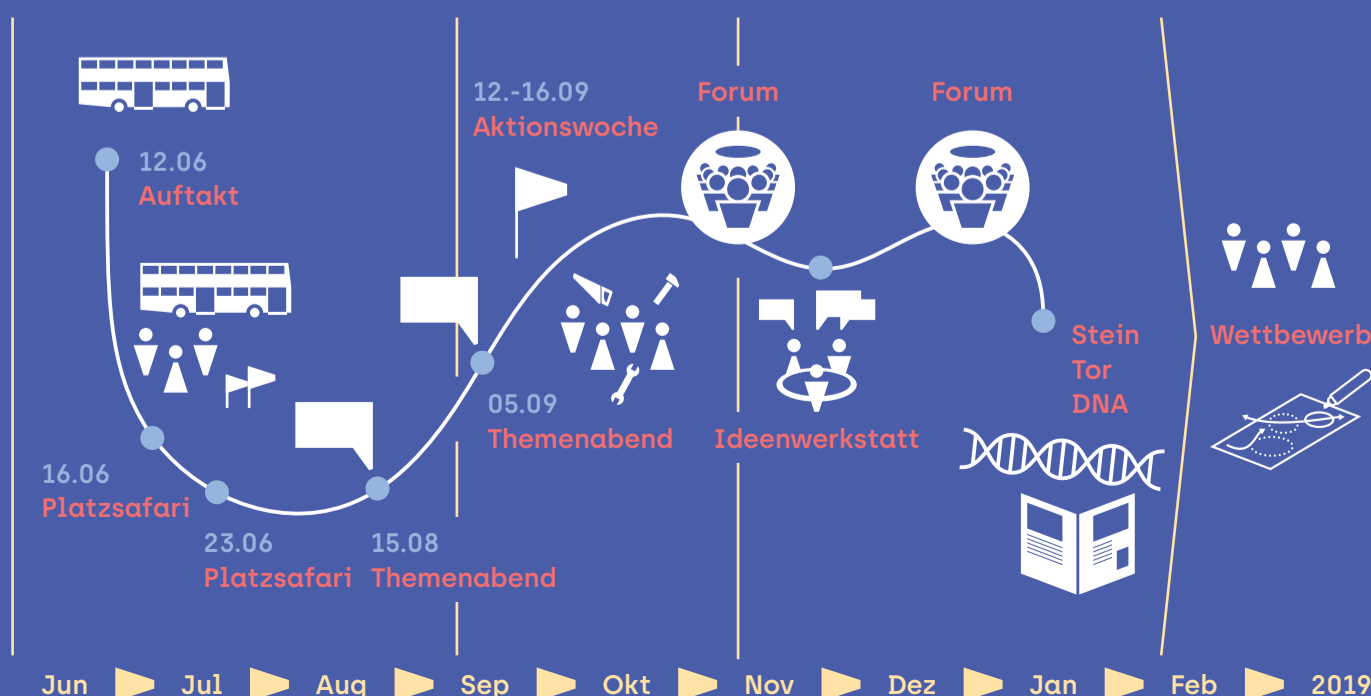 12.06
Auftakt
16.06
Platzsafari
23.06
Platzsafari
15.08
Themenabend
05.09
Themenabend
12.-16.09
Aktionswoche
Forum
Ideenwerkstatt
Forum
Stein
Tor
DNA
Wettbewerb
Jun Jul Aug Sep Okt Nov Dez Jan Feb 2019